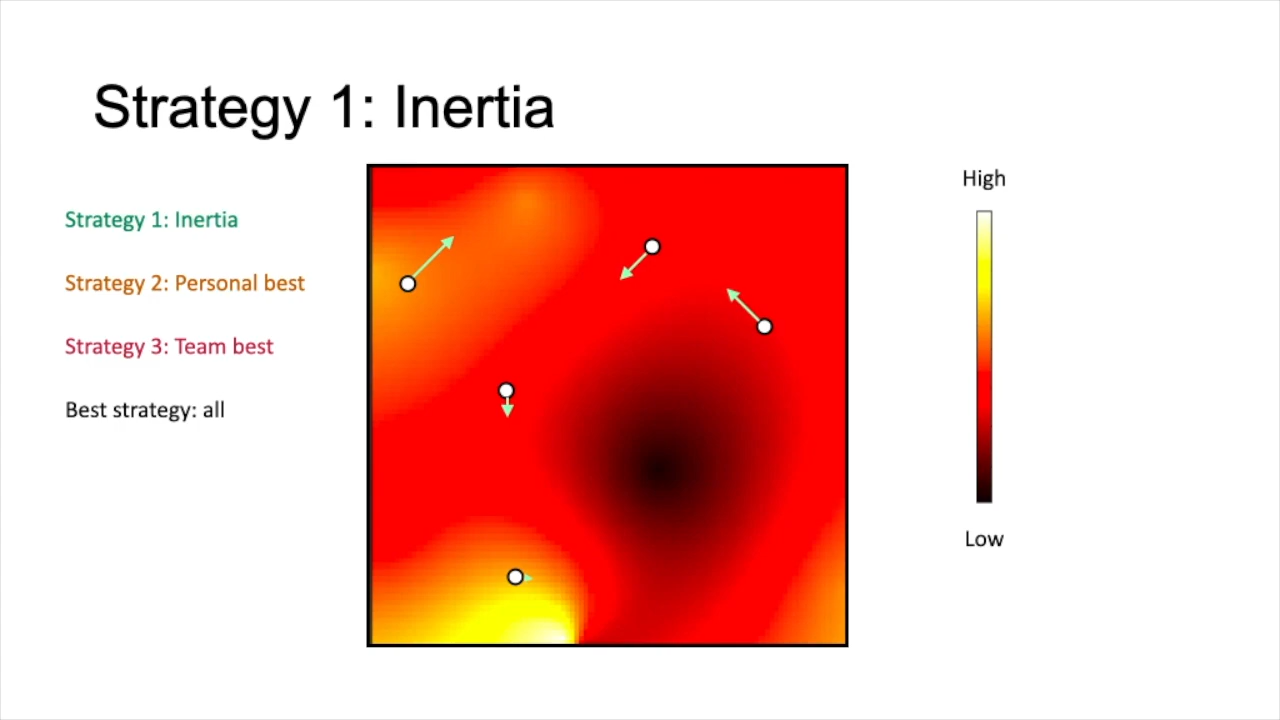 Strategy 1: Inertia
Strategy 1: Inertia
Strategy 2: Personal best
Strategy 3: Team best
Best strategy: all
High
Low